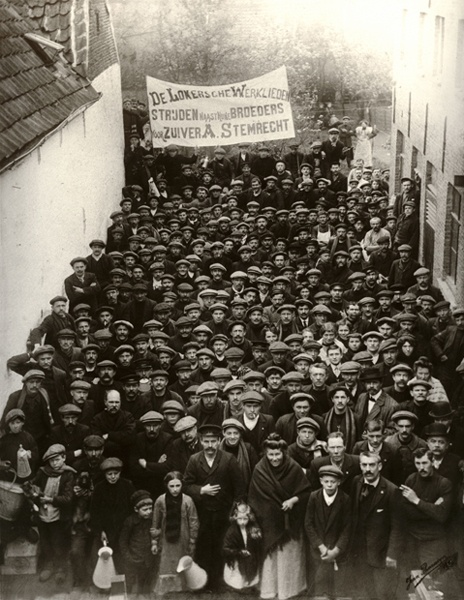 DE LOKERSCHE WERKLIEDEN
STRIJDEN NAAST HUNNE BROEDERS
VOOR ZUIVER A. STEMRECHT